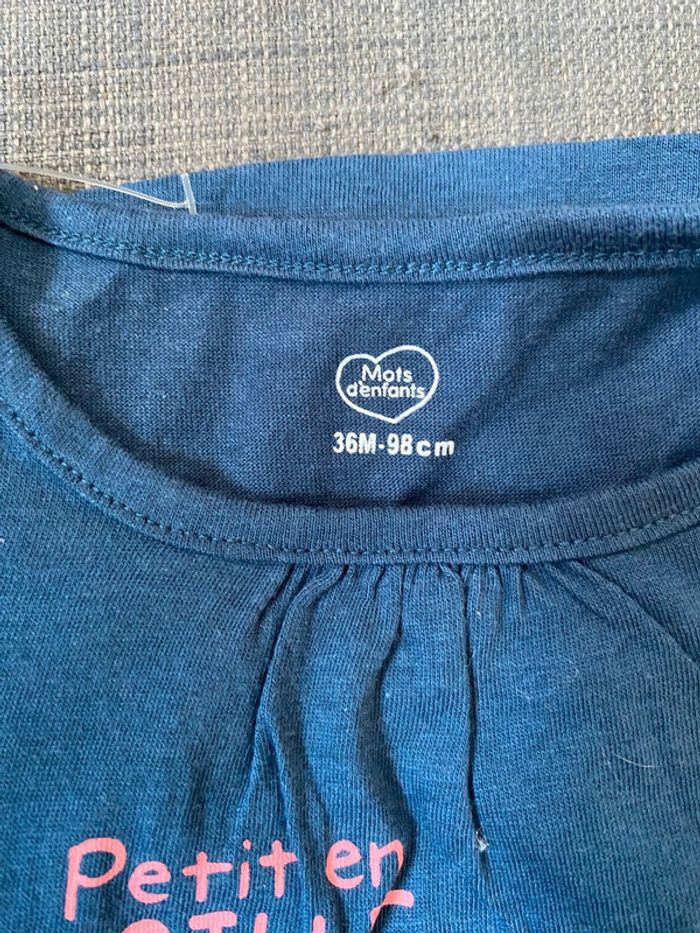 Mots
d'enfants
36M-98cm
Petit en